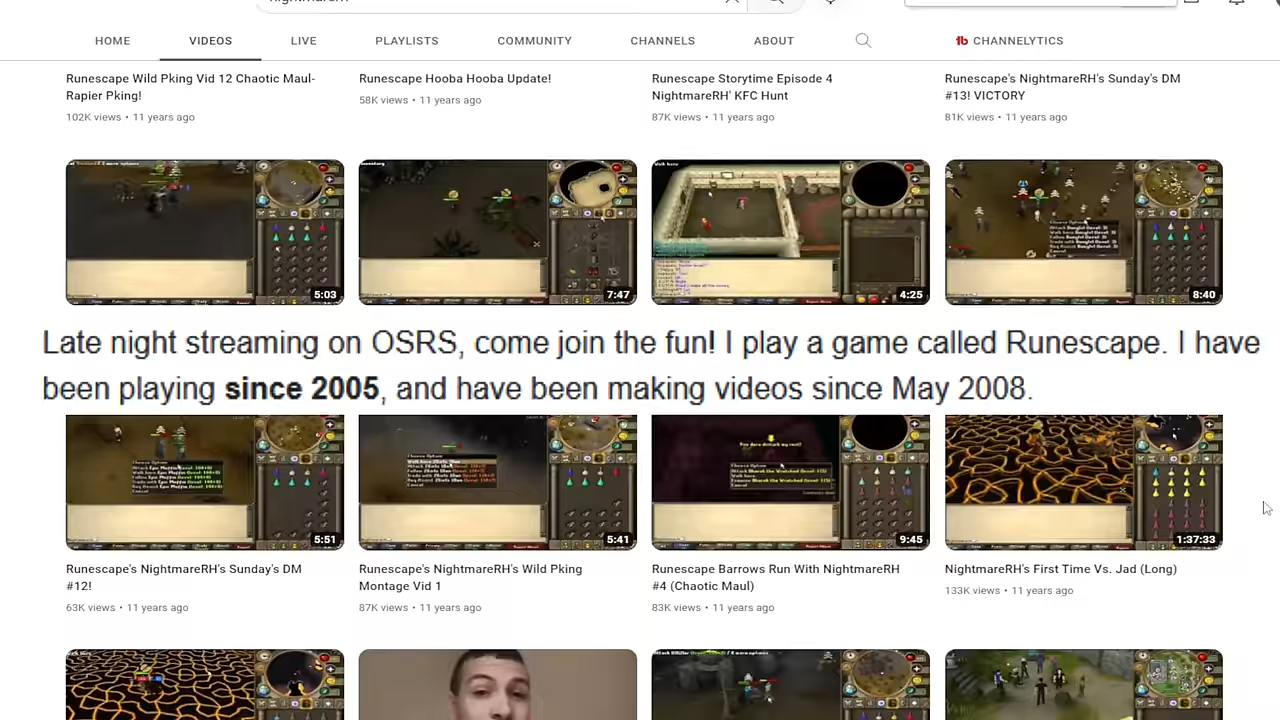 nightmarerh
HOME VIDEOS LIVE PLAYLISTS COMMUNITY CHANNELS ABOUT CHANNELYTICS
Runescape Wild Pking Vid 12 Chaotic Maul-
Rapier Pking!
102K views • 11 years ago
Runescape Hooba Hooba Update!
58K views • 11 years ago
Runescape Storytime Episode 4
NightmareRH' KFC Hunt
87K views • 11 years ago
Runescape's NightmareRH's Sunday's DM
#13! VICTORY
81K views • 11 years ago
5:03
7:47
4:25
8:40
Late night streaming on OSRS, come join the fun! I play a game called Runescape. I have
been playing since 2005, and have been making videos since May 2008.
5:51
5:41
9:45
1:37:33
Runescape's NightmareRH's Sunday's DM
#12!
63K views • 11 years ago
Runescape's NightmareRH's Wild Pking
Montage Vid 1
87K views • 11 years ago
Runescape Barrows Run With NightmareRH
#4 (Chaotic Maul)
83K views • 11 years ago
NightmareRH's First Time Vs. Jad (Long)
133K views • 11 years ago